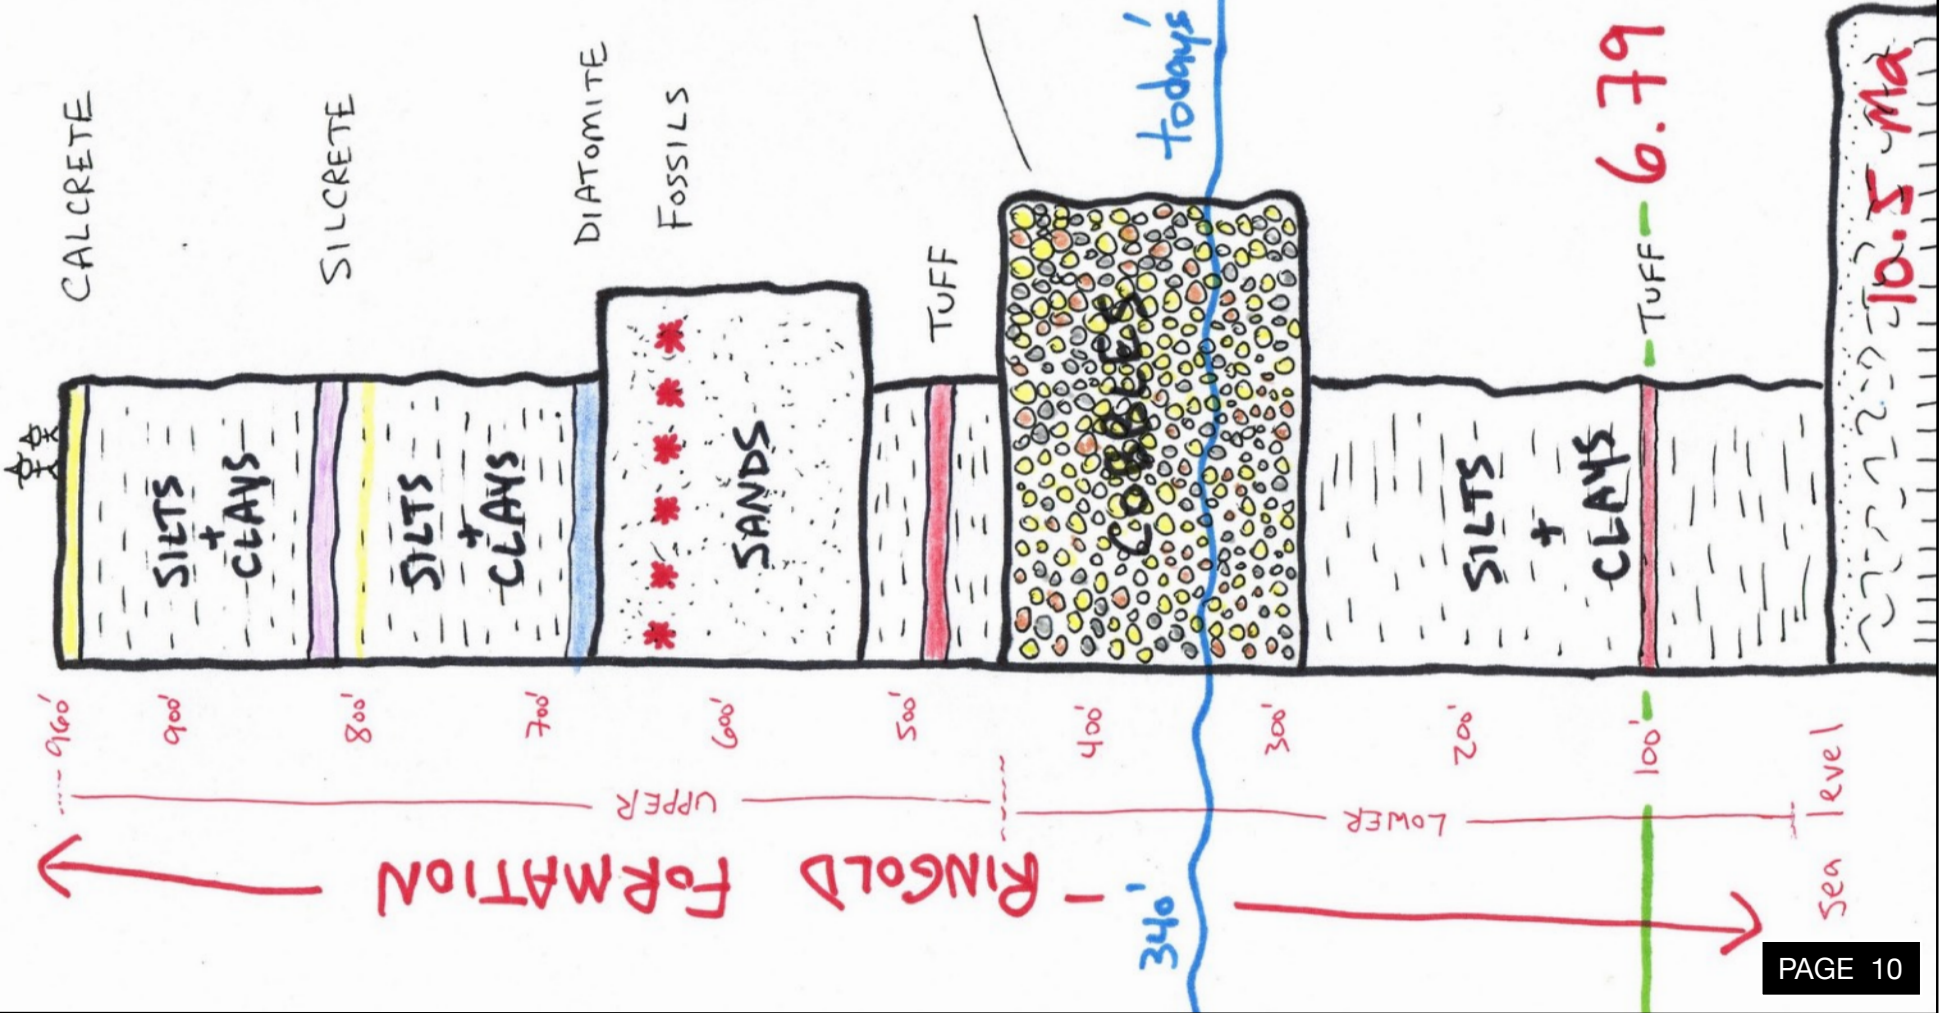 CALCRETE
SILTS
+
CLAYS
SILCRETE
SILTS
+
CLAYS
DIATOMITE
FOSSILS
SANDS
TUFF
COBBLES
today's
SILTS
+
CLAYS
TUFF
6.79
10.5 Ma
960'
900'
800'
700'
600'
500'
400'
300'
200'
100'
sea level
UPPER
LOWER
RINGOLD FORMATION
340'
PAGE 10